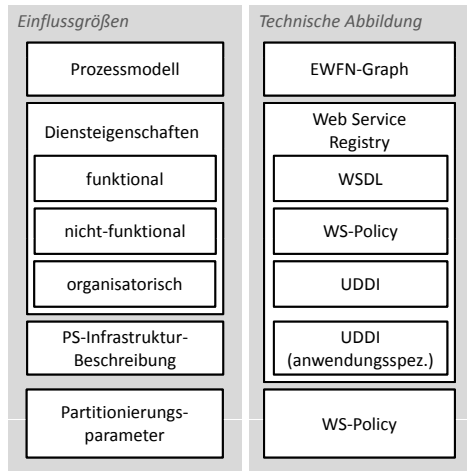 Einflussgrößen
Prozessmodell
Diensteigenschaften
funktional
nicht-funktional
organisatorisch
PS-Infrastruktur-
Beschreibung
Partitionierungs-
parameter
Technische Abbildung
EWFN-Graph
Web Service
Registry
WSDL
WS-Policy
UDDI
UDDI
(anwendungsspez.)
WS-Policy